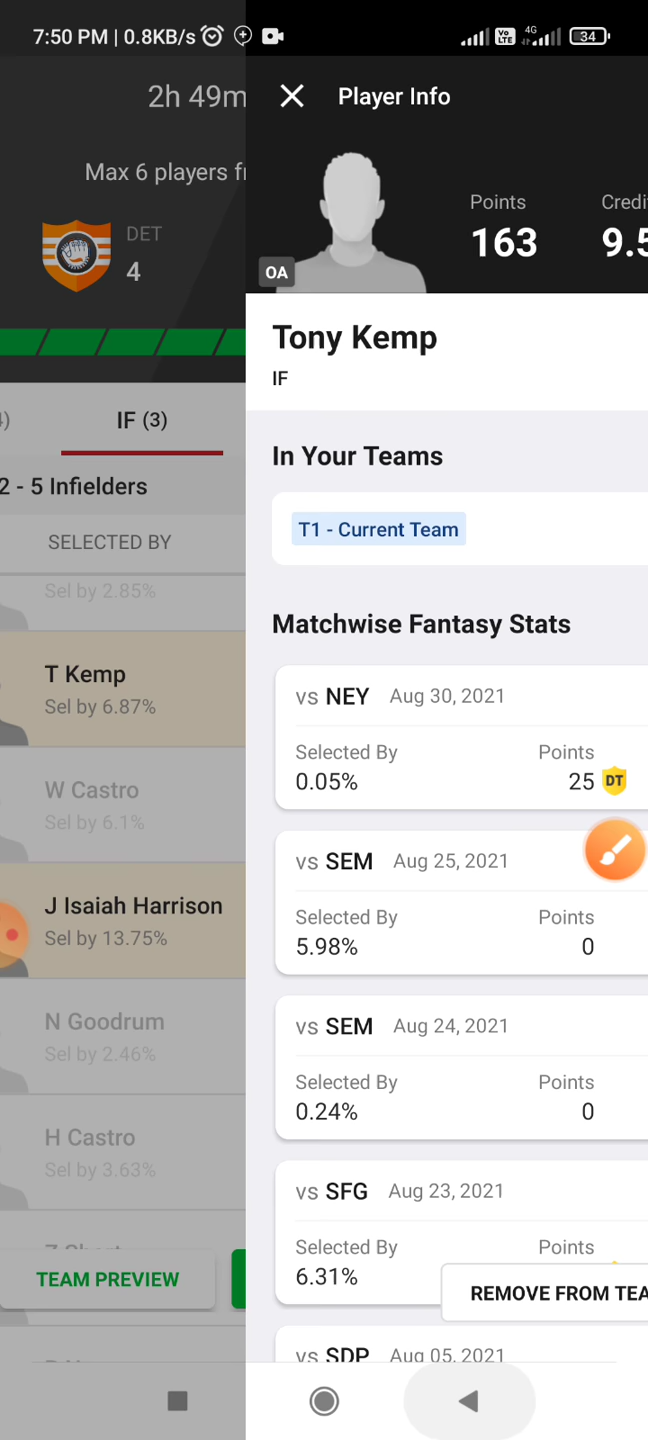 7:50 PM | 0.8KB/s
Vo LTE
4G
34
2h 49m
Max 6 players f
DET
4
IF (3)
2 - 5 Infielders
SELECTED BY
Sel by 2.85%
T Kemp
Sel by 6.87%
W Castro
Sel by 6.1%
J Isaiah Harrison
Sel by 13.75%
N Goodrum
Sel by 2.46%
H Castro
Sel by 3.63%
TEAM PREVIEW
Player Info
Points
Credi
163
9.5
OA
Tony Kemp
IF
In Your Teams
T1 - Current Team
Matchwise Fantasy Stats
vs NEY Aug 30, 2021
Selected By Points
0.05% 25 DT
vs SEM Aug 25, 2021
Selected By Points
5.98% 0
vs SEM Aug 24, 2021
Selected By Points
0.24% 0
vs SFG Aug 23, 2021
Selected By Points
6.31%
REMOVE FROM TEA
vs SDP Aug 05, 2021